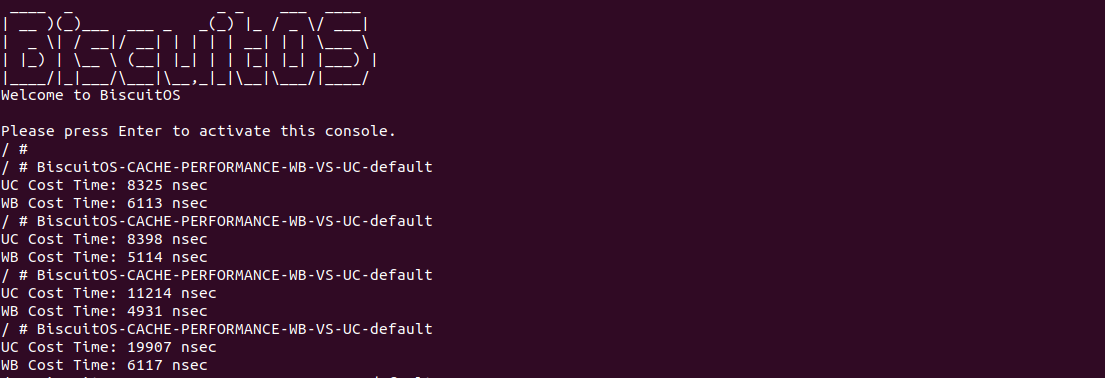 BiscuitOS
Welcome to BiscuitOS
Please press Enter to activate this console.
/ #
/ # BiscuitOS-CACHE-PERFORMANCE-WB-VS-UC-default
UC Cost Time: 8325 nsec
WB Cost Time: 6113 nsec
/ # BiscuitOS-CACHE-PERFORMANCE-WB-VS-UC-default
UC Cost Time: 8398 nsec
WB Cost Time: 5114 nsec
/ # BiscuitOS-CACHE-PERFORMANCE-WB-VS-UC-default
UC Cost Time: 11214 nsec
WB Cost Time: 4931 nsec
/ # BiscuitOS-CACHE-PERFORMANCE-WB-VS-UC-default
UC Cost Time: 19907 nsec
WB Cost Time: 6117 nsec